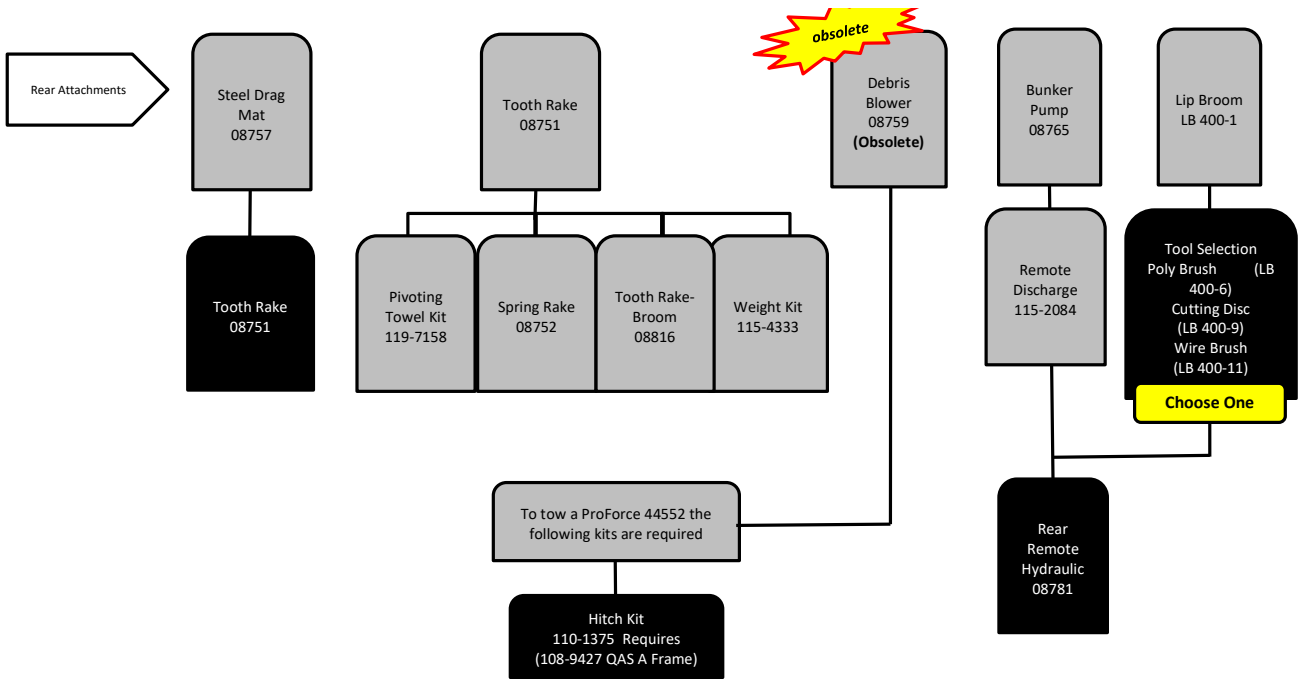 Rear Attachments
Steel Drag
Mat
08757
Tooth Rake
08751
obsolete
Debris
Blower
08759
(Obsolete)
Bunker
Pump
08765
Lip Broom
LB 400-1
Tooth Rake
08751
Pivoting
Towel Kit
119-7158
Spring Rake
08752
Tooth Rake-
Broom
08816
Weight Kit
115-4333
Remote
Discharge
115-2084
Tool Selection
Poly Brush (LB
400-6)
Cutting Disc
(LB 400-9)
Wire Brush
(LB 400-11)
Choose One
To tow a ProForce 44552 the
following kits are required
Hitch Kit
110-1375 Requires
(108-9427 QAS A Frame)
Rear
Remote
Hydraulic
08781